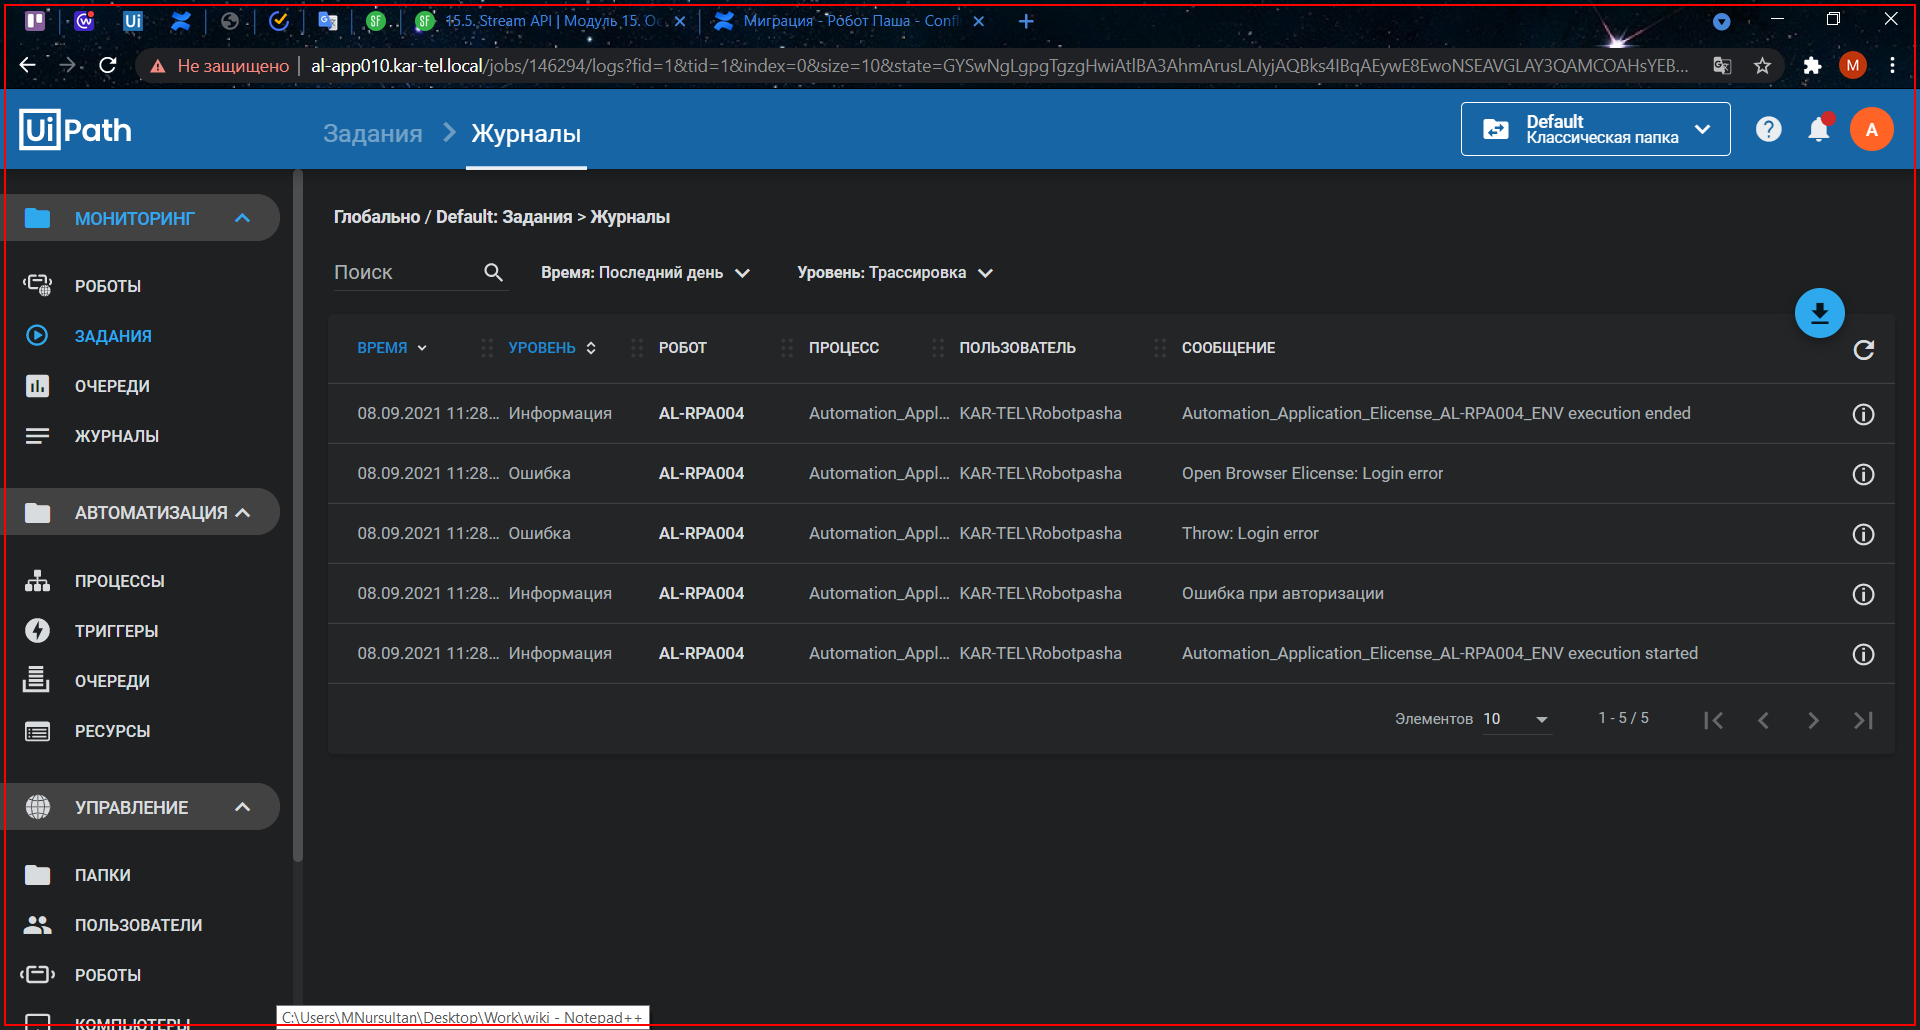 15.5. Stream API | Модуль 15. Ос
Миграция - Робот Паша - Confl
Не защищено
al-app010.kar-tel.local/jobs/146294/logs?fid=1&tid=1&index=0&size=10&state=
M
Ui Path
Задания > Журналы
Default
Классическая папка
A
МОНИТОРИНГ
РОБОТЫ
ЗАДАНИЯ
ОЧЕРЕДИ
ЖУРНАЛЫ
АВТОМАТИЗАЦИЯ
ПРОЦЕССЫ
ТРИГГЕРЫ
ОЧЕРЕДИ
РЕСУРСЫ
УПРАВЛЕНИЕ
ПАПКИ
ПОЛЬЗОВАТЕЛИ
РОБОТЫ
КОМПЬЮТЕРЫ
Глобально / Default: Задания > Журналы
Поиск Время: Последний день Уровень: Трассировка
ВРЕМЯ УРОВЕНЬ РОБОТ ПРОЦЕСС ПОЛЬЗОВАТЕЛЬ СООБЩЕНИЕ
08.09.2021 11:28... Информация AL-RPA004 Automation_Appl... KAR-TEL\Robotpasha Automation_Application_Elicense_AL-RPA004_ENV execution ended
08.09.2021 11:28... Ошибка AL-RPA004 Automation_Appl... KAR-TEL\Robotpasha Open Browser Elicense: Login error
08.09.2021 11:28... Ошибка AL-RPA004 Automation_Appl... KAR-TEL\Robotpasha Throw: Login error
08.09.2021 11:28... Информация AL-RPA004 Automation_Appl... KAR-TEL\Robotpasha Ошибка при авторизации
08.09.2021 11:28... Информация AL-RPA004 Automation_Appl... KAR-TEL\Robotpasha Automation_Application_Elicense_AL-RPA004_ENV execution started
Элементов 10 1 - 5 / 5
C:\Users\MNursultan\Desktop\Work\wiki - Notepad++